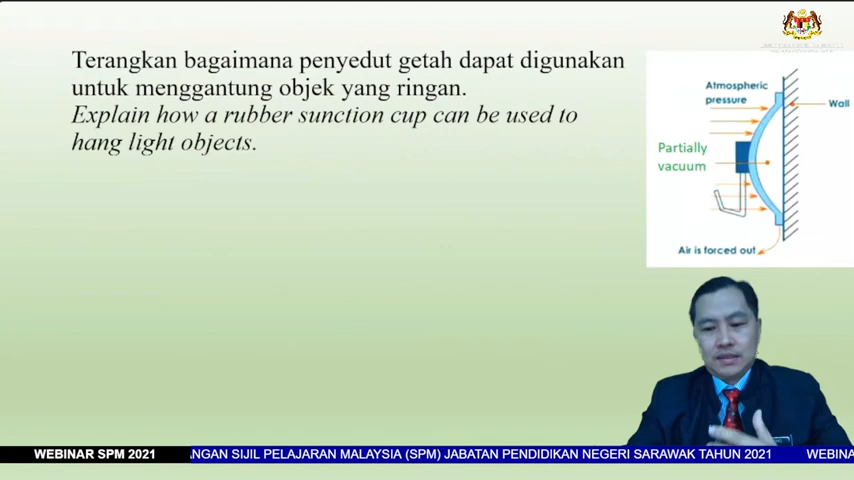 Terangkan bagaimana penyedut getah dapat digunakan
untuk menggantung objek yang ringan.
Explain how a rubber sunction cup can be used to
hang light objects.
Atmospheric
pressure
Wall
Partially
vacuum
Air is forced out
WEBINAR SPM 2021
ANGAN SIJIL PELAJARAN MALAYSIA (SPM) JABATAN PENDIDIKAN NEGERI SARAWAK TAHUN 2021
WEBINA